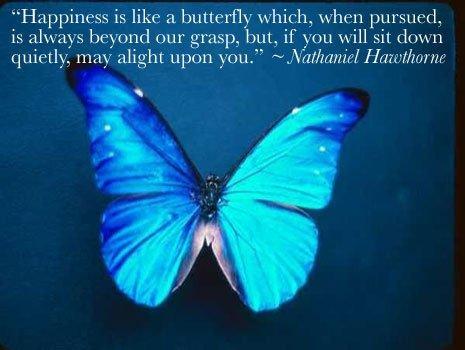 “Happiness is like a butterfly which, when pursued,
is always beyond our grasp, but, if you will sit down
quietly, may alight upon you.” ~ Nathaniel Hawthorne